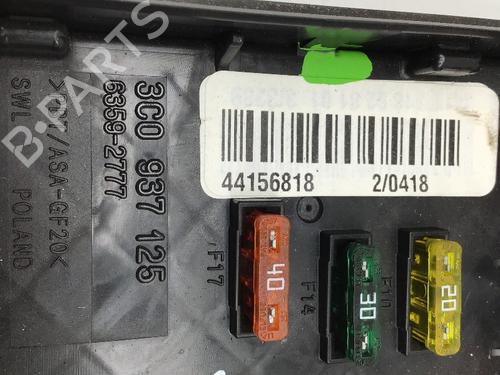 B-PARTS
3C0 937 125
6359-2777
>PBT/ASA-GF20<
SWL POLAND
44156818 2/0418
F17
40
F14
30
F10
20